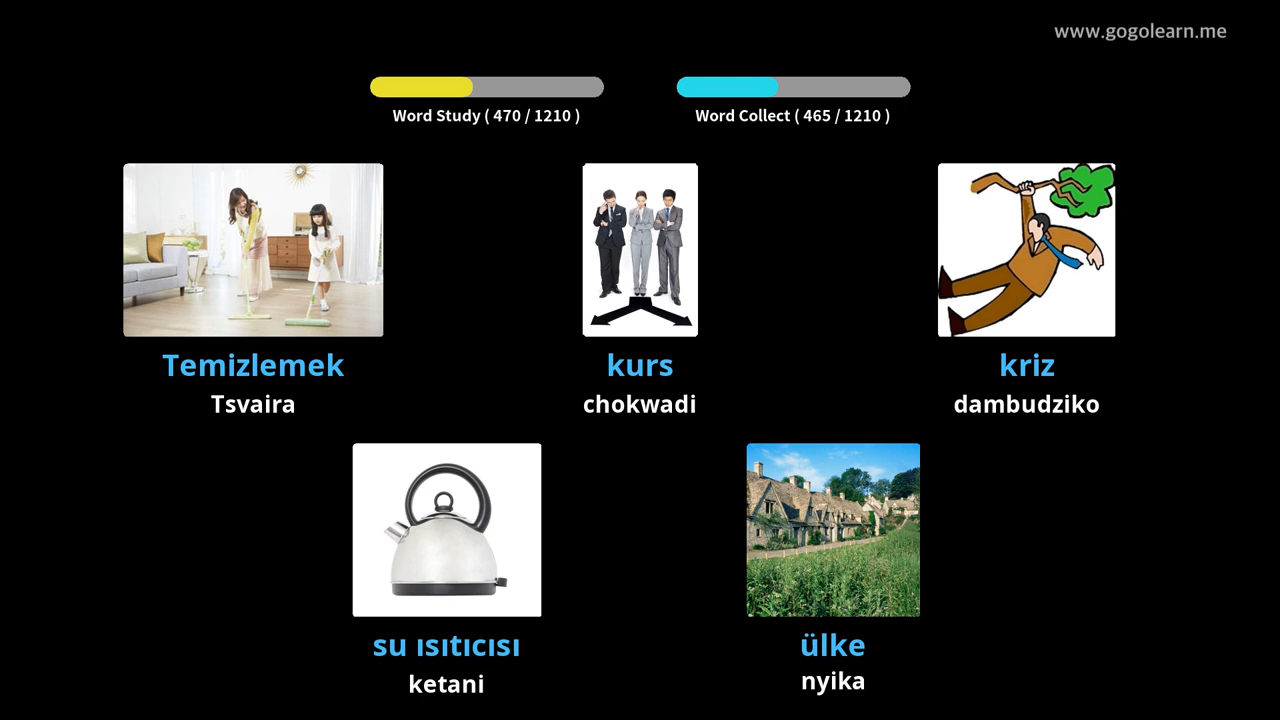 www.gogolearn.me
Word Study ( 470 / 1210 )
Word Collect ( 465 / 1210 )
Temizlemek
Tsvaira
kurs
chokwadi
kriz
dambudziko
su ısıtıcısı
ketani
ülke
nyika